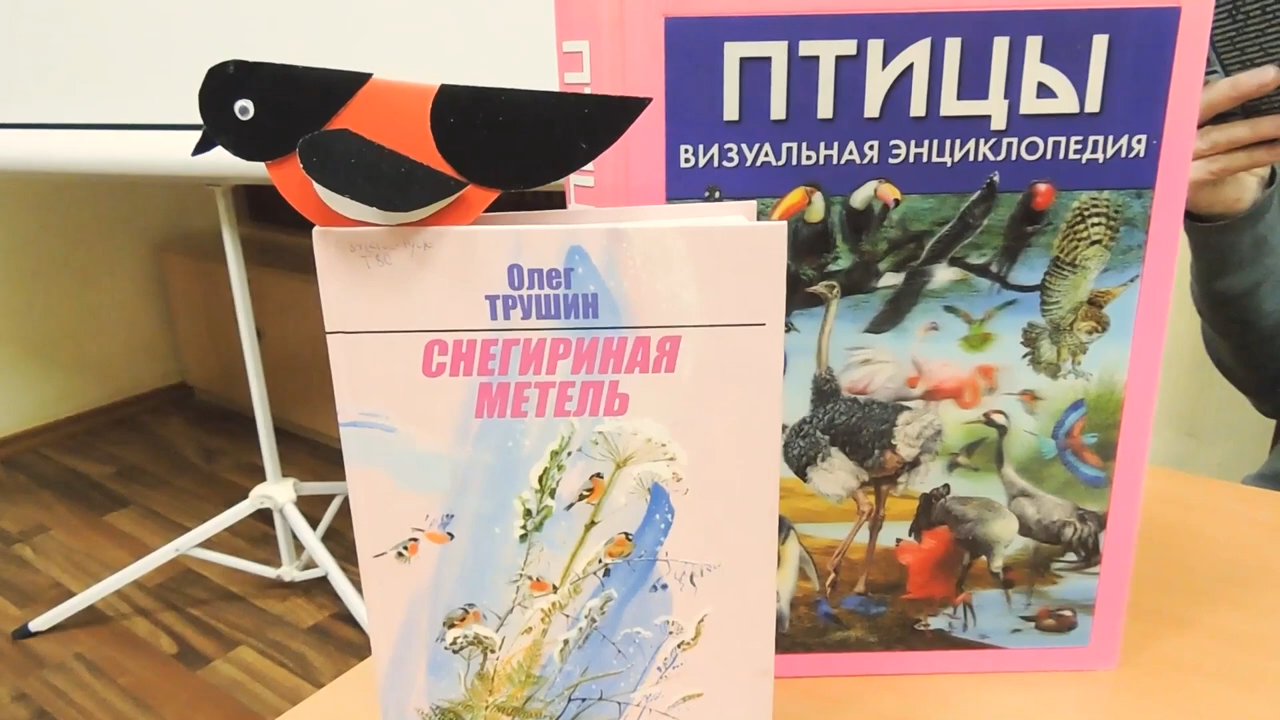 ПТИЦЫ
ВИЗУАЛЬНАЯ ЭНЦИКЛОПЕДИЯ
Олег
ТРУШИН
СНЕГИРИНАЯ
МЕТЕЛЬ